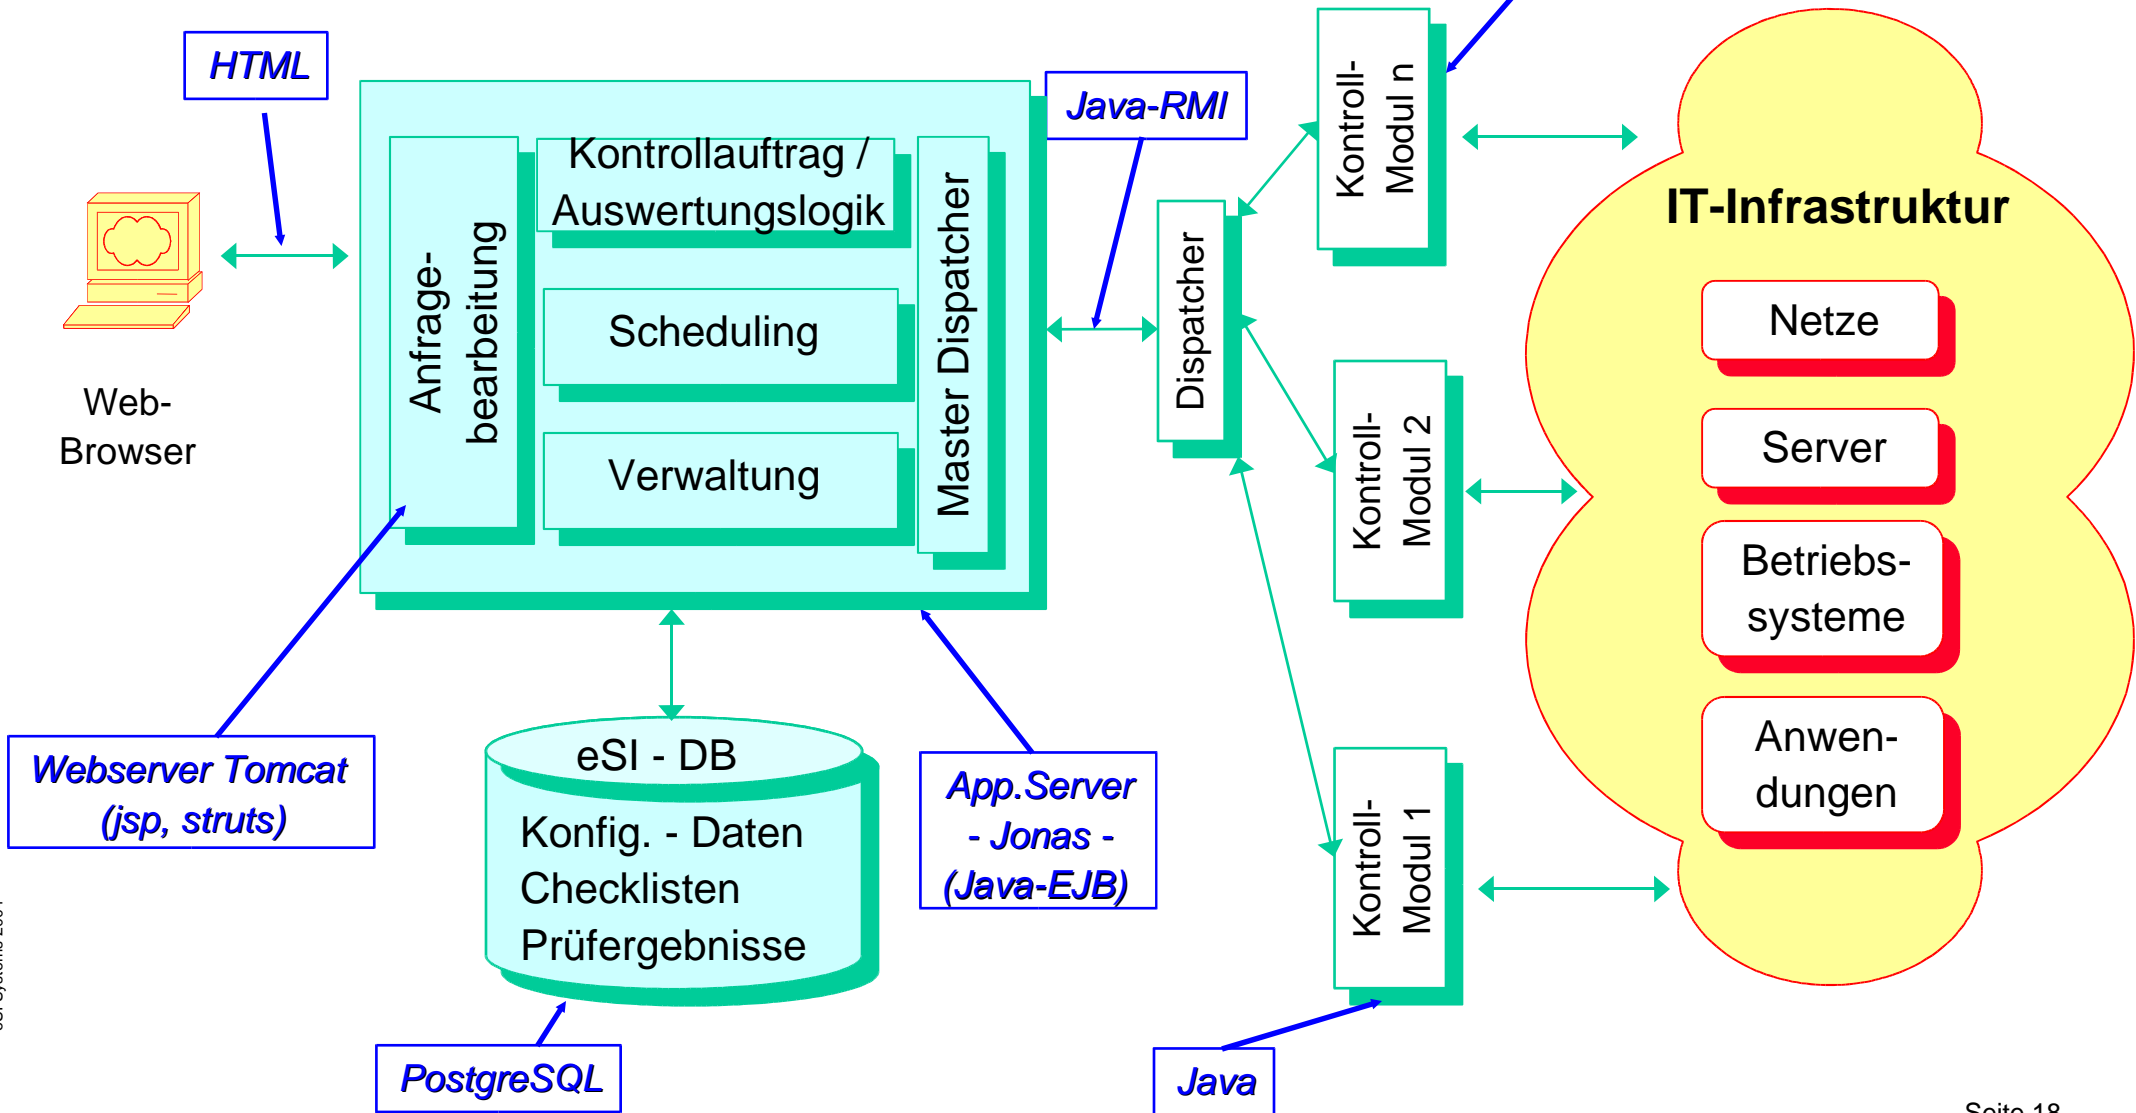 HTML
Java-RMI
Kontroll-
Modul n
Kontrollauftrag /
Auswertungslogik
Anfrage-
bearbeitung
Scheduling
Verwaltung
Master Dispatcher
Dispatcher
IT-Infrastruktur
Netze
Server
Betriebs-
systeme
Anwen-
dungen
Web-
Browser
Kontroll-
Modul 2
Kontroll-
Modul 1
Webserver Tomcat
(jsp, struts)
eSI - DB
Konfig. - Daten
Checklisten
Prüfergebnisse
App.Server
- Jonas -
(Java-EJB)
PostgreSQL
Java
Seite 18